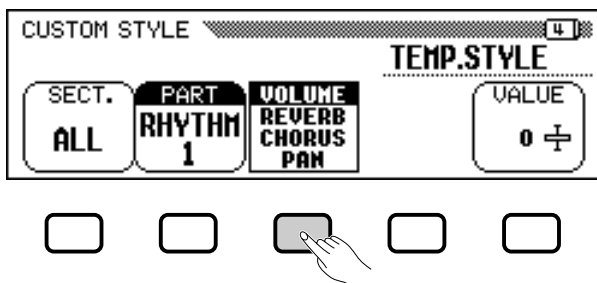 CUSTOM STYLE 4
TEMP.STYLE
SECT.
ALL
PART
RHYTHM
1
VOLUME
REVERB
CHORUS
PAN
VALUE
0